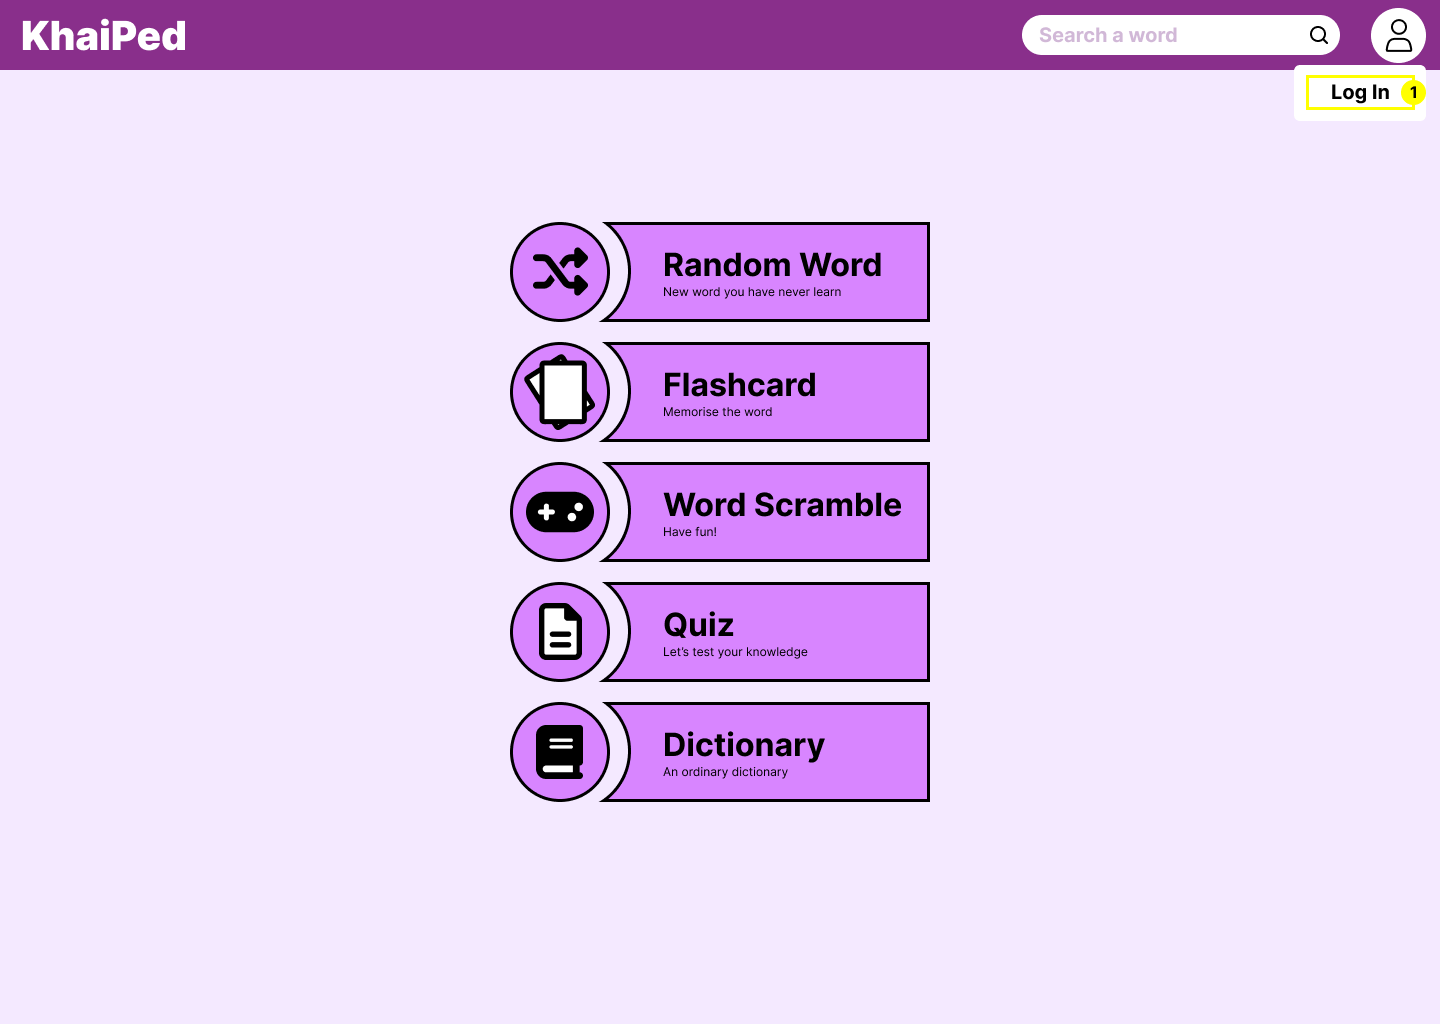 KhaiPed
Search a word
Log In
1
Random Word
New word you have never learn
Flashcard
Memorise the word
Word Scramble
Have fun!
Quiz
Let's test your knowledge
Dictionary
An ordinary dictionary